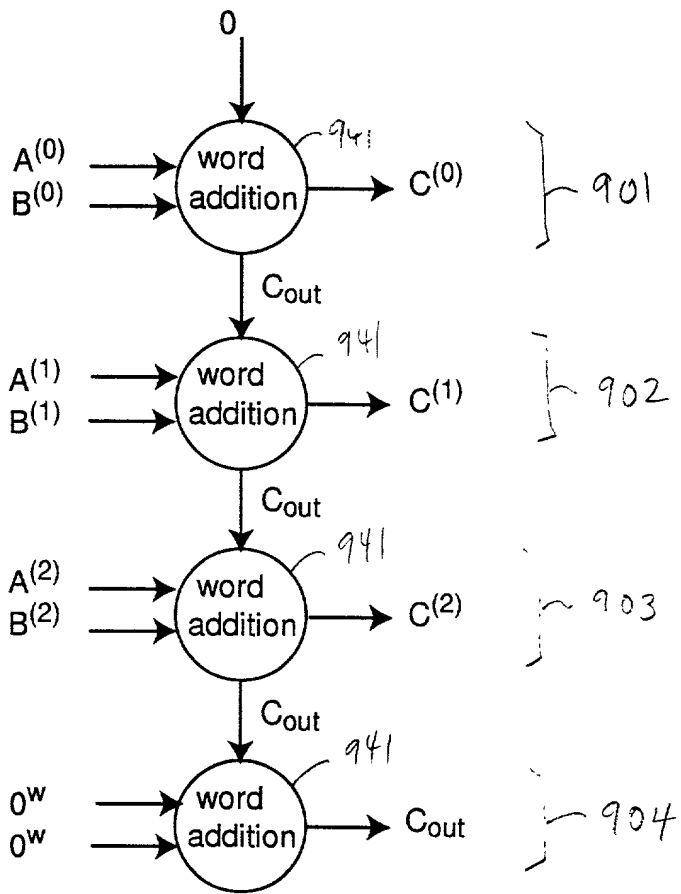 0
941
A⁽⁰⁾ word
B⁽⁰⁾ addition C⁽⁰⁾ 901
Cout
941
A⁽¹⁾ word
B⁽¹⁾ addition C⁽¹⁾ 902
Cout
941
A⁽²⁾ word
B⁽²⁾ addition C⁽²⁾ 903
Cout
941
0ʷ word
0ʷ addition Cout 904